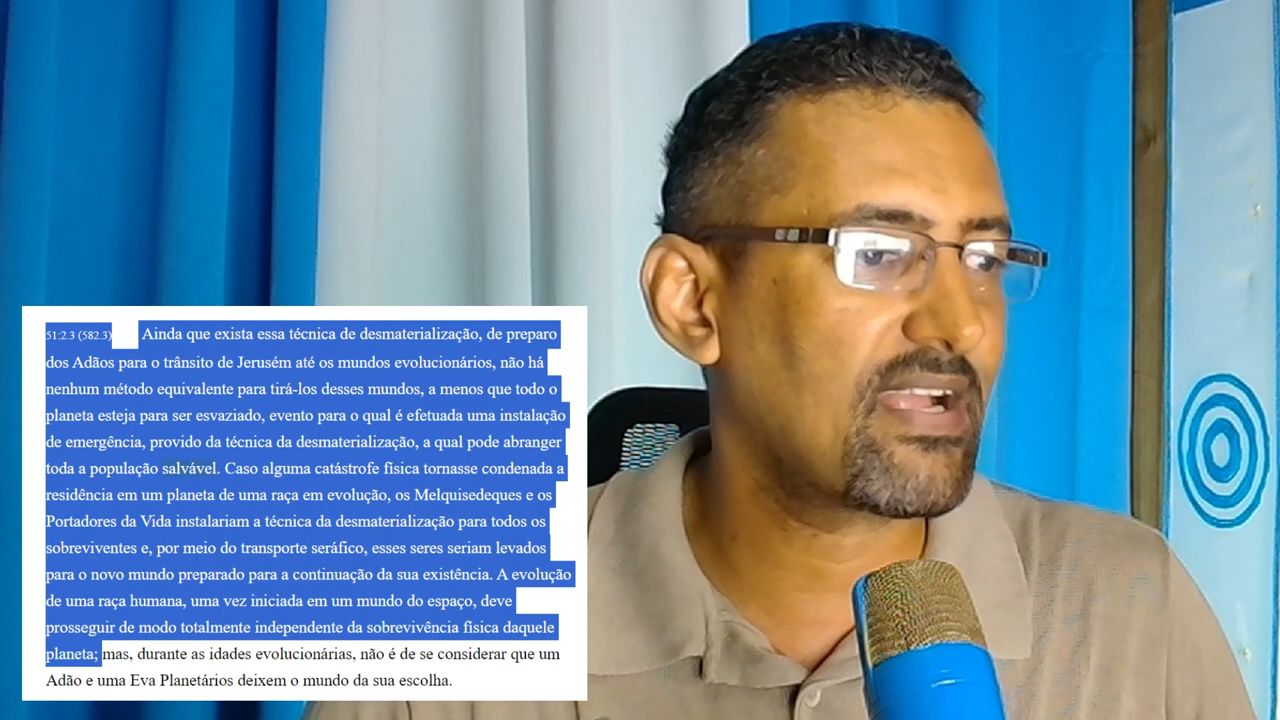 51:2.3 (582.3) Ainda que exista essa técnica de desmaterialização, de preparo
dos Adãos para o trânsito de Jerusém até os mundos evolucionários, não há
nenhum método equivalente para tirá-los desses mundos, a menos que todo o
planeta esteja para ser esvaziado, evento para o qual é efetuada uma instalação
de emergência, provido da técnica da desmaterialização, a qual pode abranger
toda a população salvável. Caso alguma catástrofe física tornasse condenada a
residência em um planeta de uma raça em evolução, os Melquisedeques e os
Portadores da Vida instalariam a técnica da desmaterialização para todos os
sobreviventes e, por meio do transporte seráfico, esses seres seriam levados
para o novo mundo preparado para a continuação da sua existência. A evolução
de uma raça humana, uma vez iniciada em um mundo do espaço, deve
prosseguir de modo totalmente independente da sobrevivência física daquele
planeta; mas, durante as idades evolucionárias, não é de se considerar que um
Adão e uma Eva Planetários deixem o mundo da sua escolha.